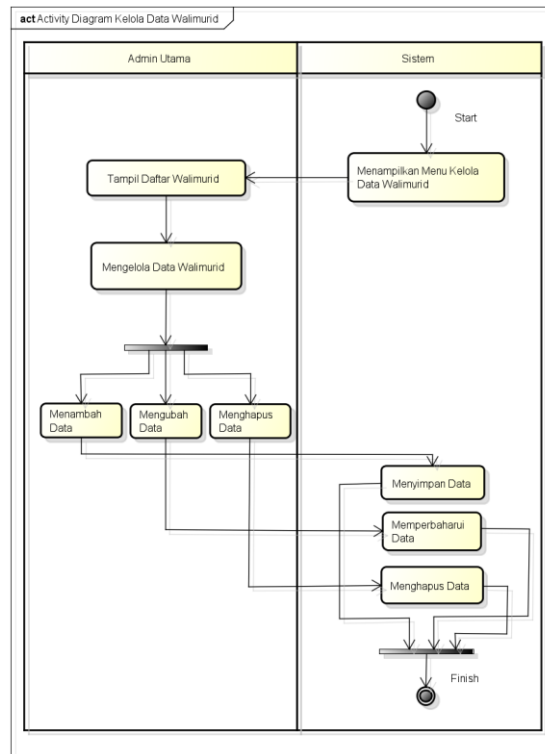 act Activity Diagram Kelola Data Walimurid
Admin Utama
Sistem
Start
Tampil Daftar Walimurid
Menampilkan Menu Kelola
Data Walimurid
Mengelola Data Walimurid
Menambah
Data
Mengubah
Data
Menghapus
Data
Menyimpan Data
Memperbaharui
Data
Menghapus Data
Finish